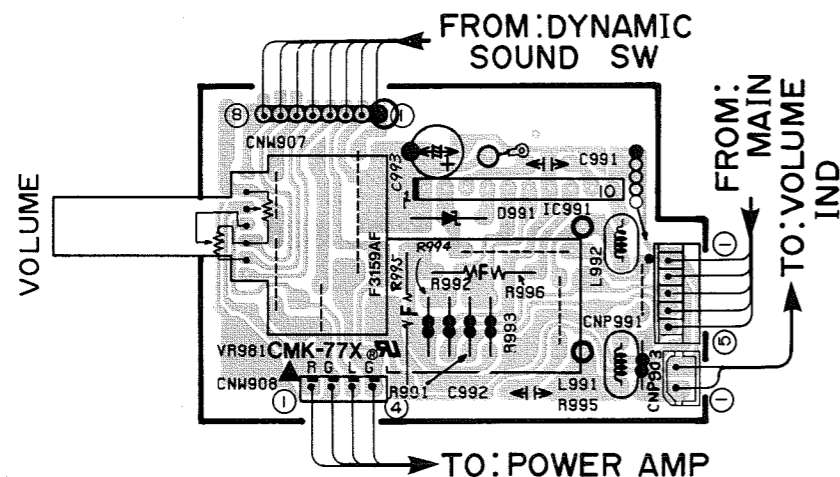 FROM:DYNAMIC
SOUND SW
FROM:
MAIN
TO:VOLUME
IND
VOLUME
8
1
CNW907
C993
C991
10
D991
IC991
F3159AF
R994
R995
R992
R996
R993
L992
1
5
CNP991
VR981
CMK-77X
R G L G
CNW908
1
4
R991
C992
L991
R995
CNP903
1
TO:POWER AMP